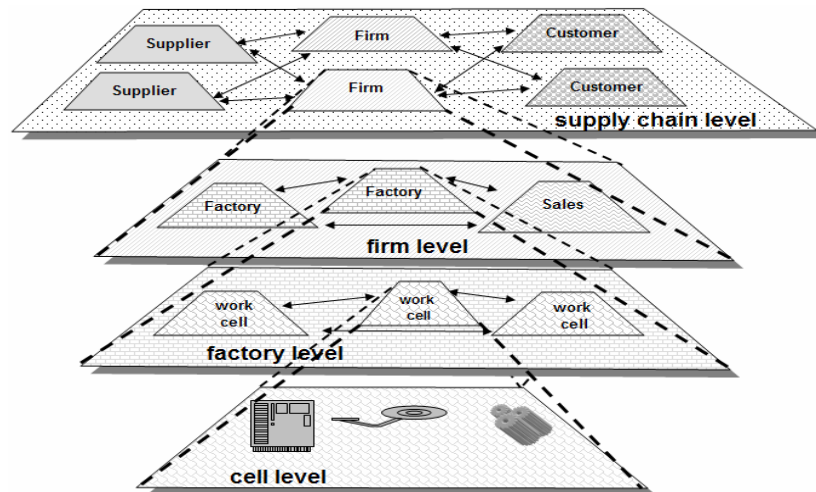 Supplier
Firm
Customer
Supplier
Firm
Customer
supply chain level
Factory
Factory
Sales
firm level
work
cell
work
cell
work
cell
factory level
cell level